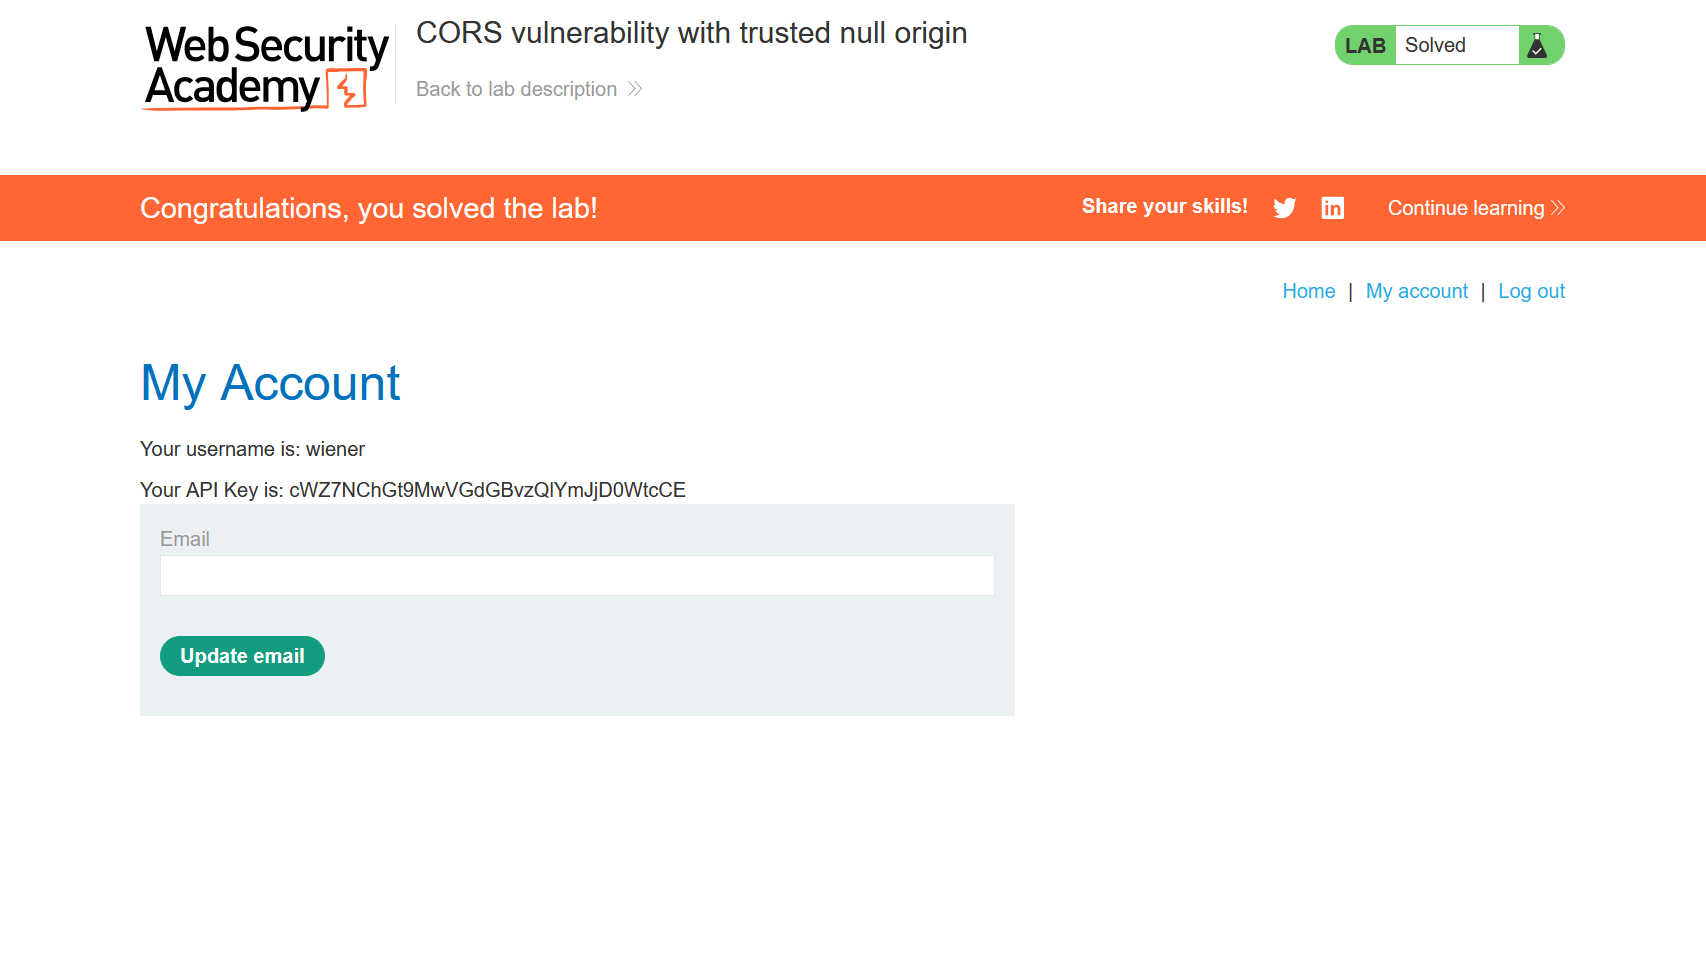 Web Security
Academy
CORS vulnerability with trusted null origin
Back to lab description
LAB Solved
Congratulations, you solved the lab!
Share your skills!
Continue learning
Home | My account | Log out
My Account
Your username is: wiener
Your API Key is: cWZ7NChGt9MwVGdGBvzQlYmJjD0WtcCE
Email
Update email